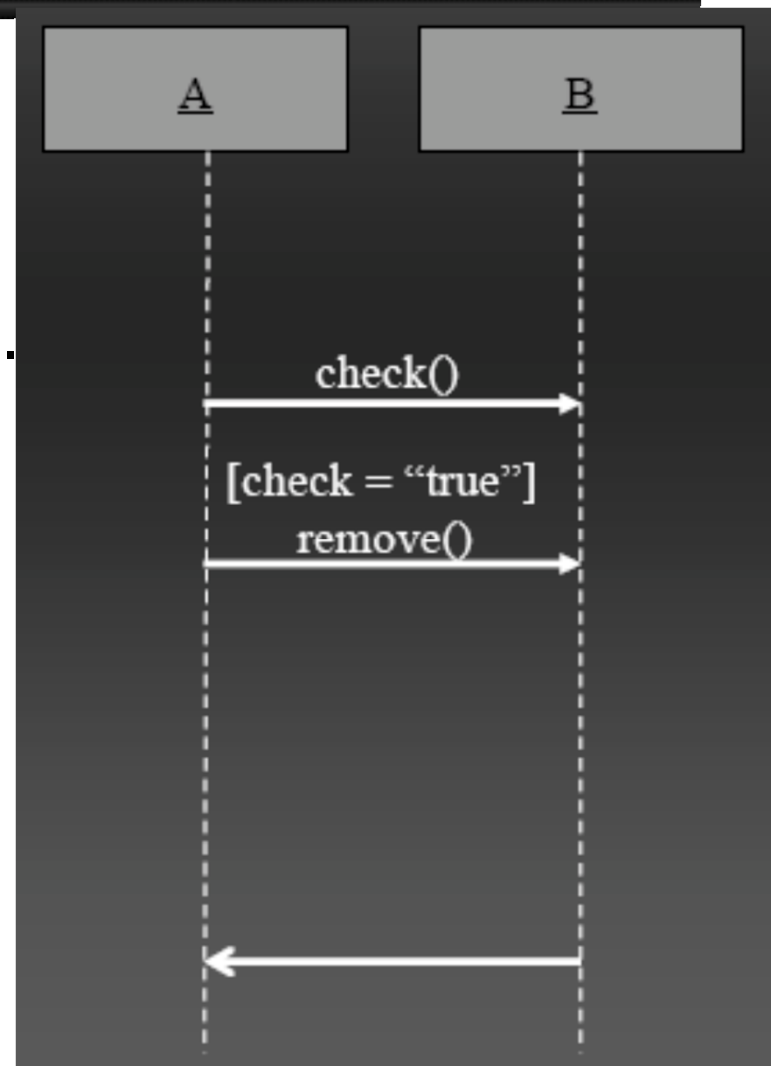 A
B
check()
[check = “true”]
remove()